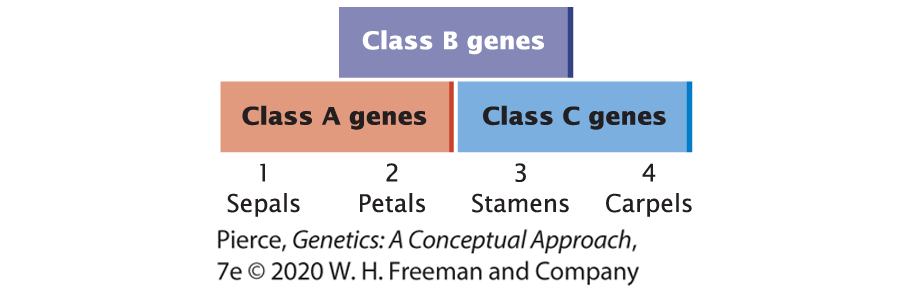 Class B genes
Class A genes Class C genes
1 2 3 4
Sepals Petals Stamens Carpels
Pierce, Genetics: A Conceptual Approach,
7e © 2020 W. H. Freeman and Company